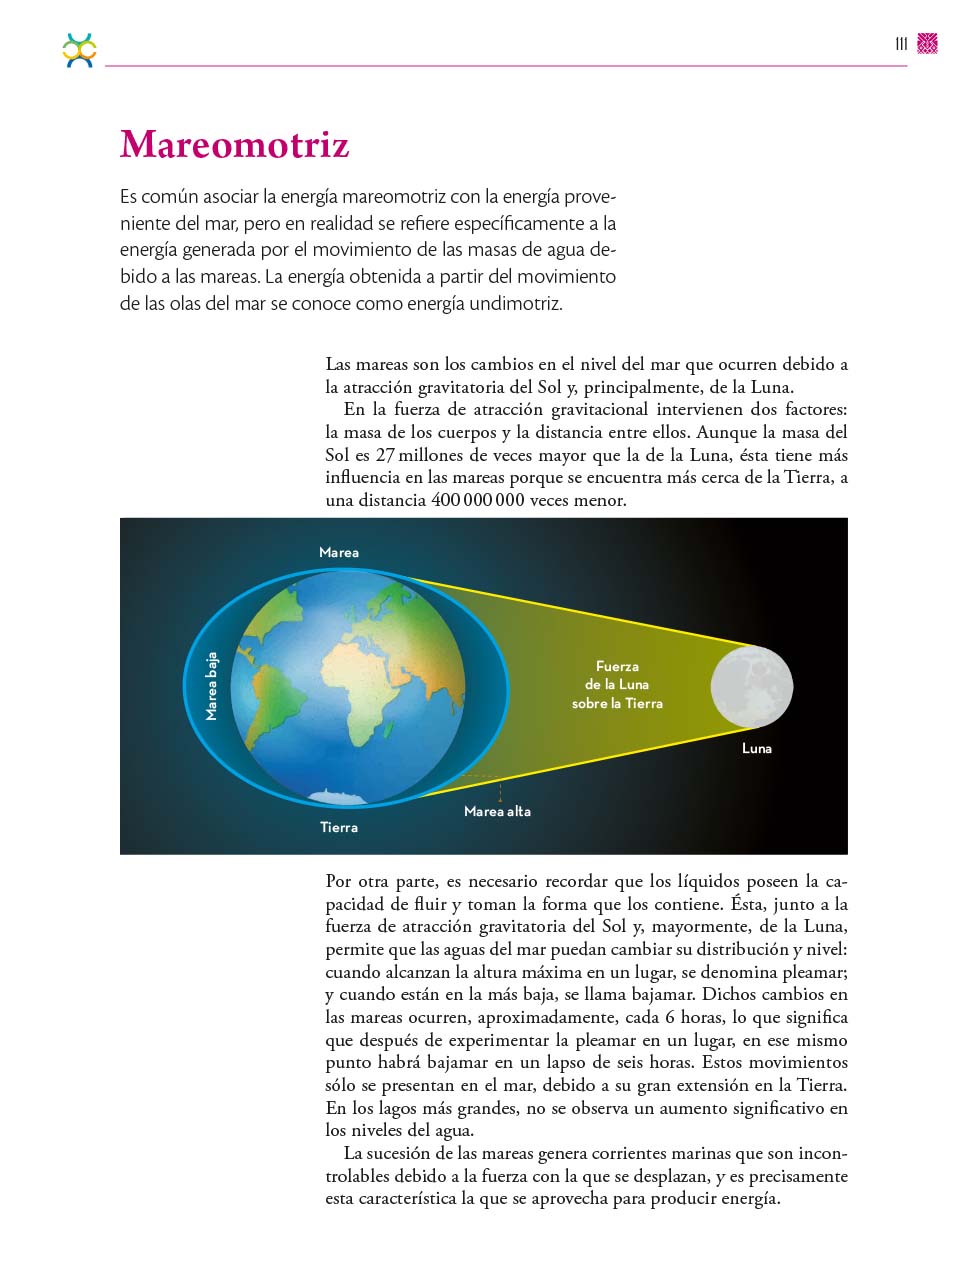 111
Mareomotriz
Es común asociar la energía mareomotriz con la energía prove-
niente del mar, pero en realidad se refiere específicamente a la
energía generada por el movimiento de las masas de agua de-
bido a las mareas. La energía obtenida a partir del movimiento
de las olas del mar se conoce como energía undimotriz.
Las mareas son los cambios en el nivel del mar que ocurren debido a
la atracción gravitatoria del Sol y, principalmente, de la Luna.
En la fuerza de atracción gravitacional intervienen dos factores:
la masa de los cuerpos y la distancia entre ellos. Aunque la masa del
Sol es 27 millones de veces mayor que la de la Luna, ésta tiene más
influencia en las mareas porque se encuentra más cerca de la Tierra, a
una distancia 400 000 000 veces menor.
Marea
Marea baja
Fuerza
de la Luna
sobre la Tierra
Luna
Marea alta
Tierra
Por otra parte, es necesario recordar que los líquidos poseen la ca-
pacidad de fluir y toman la forma que los contiene. Ésta, junto a la
fuerza de atracción gravitatoria del Sol y, mayormente, de la Luna,
permite que las aguas del mar puedan cambiar su distribución y nivel:
cuando alcanzan la altura máxima en un lugar, se denomina pleamar;
y cuando están en la más baja, se llama bajamar. Dichos cambios en
las mareas ocurren, aproximadamente, cada 6 horas, lo que significa
que después de experimentar la pleamar en un lugar, en ese mismo
punto habrá bajamar en un lapso de seis horas. Estos movimientos
sólo se presentan en el mar, debido a su gran extensión en la Tierra.
En los lagos más grandes, no se observa un aumento significativo en
los niveles del agua.
La sucesión de las mareas genera corrientes marinas que son incon-
trolables debido a la fuerza con la que se desplazan, y es precisamente
esta característica la que se aprovecha para producir energía.